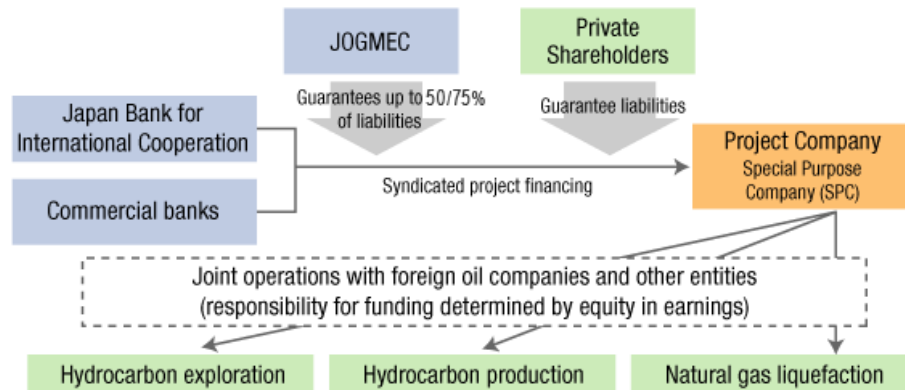 JOGMEC
Private
Shareholders
Guarantees up to 50/75%
of liabilities
Guarantee liabilities
Japan Bank for
International Cooperation
Commercial banks
Syndicated project financing
Project Company
Special Purpose
Company (SPC)
Joint operations with foreign oil companies and other entities
(responsibility for funding determined by equity in earnings)
Hydrocarbon exploration
Hydrocarbon production
Natural gas liquefaction